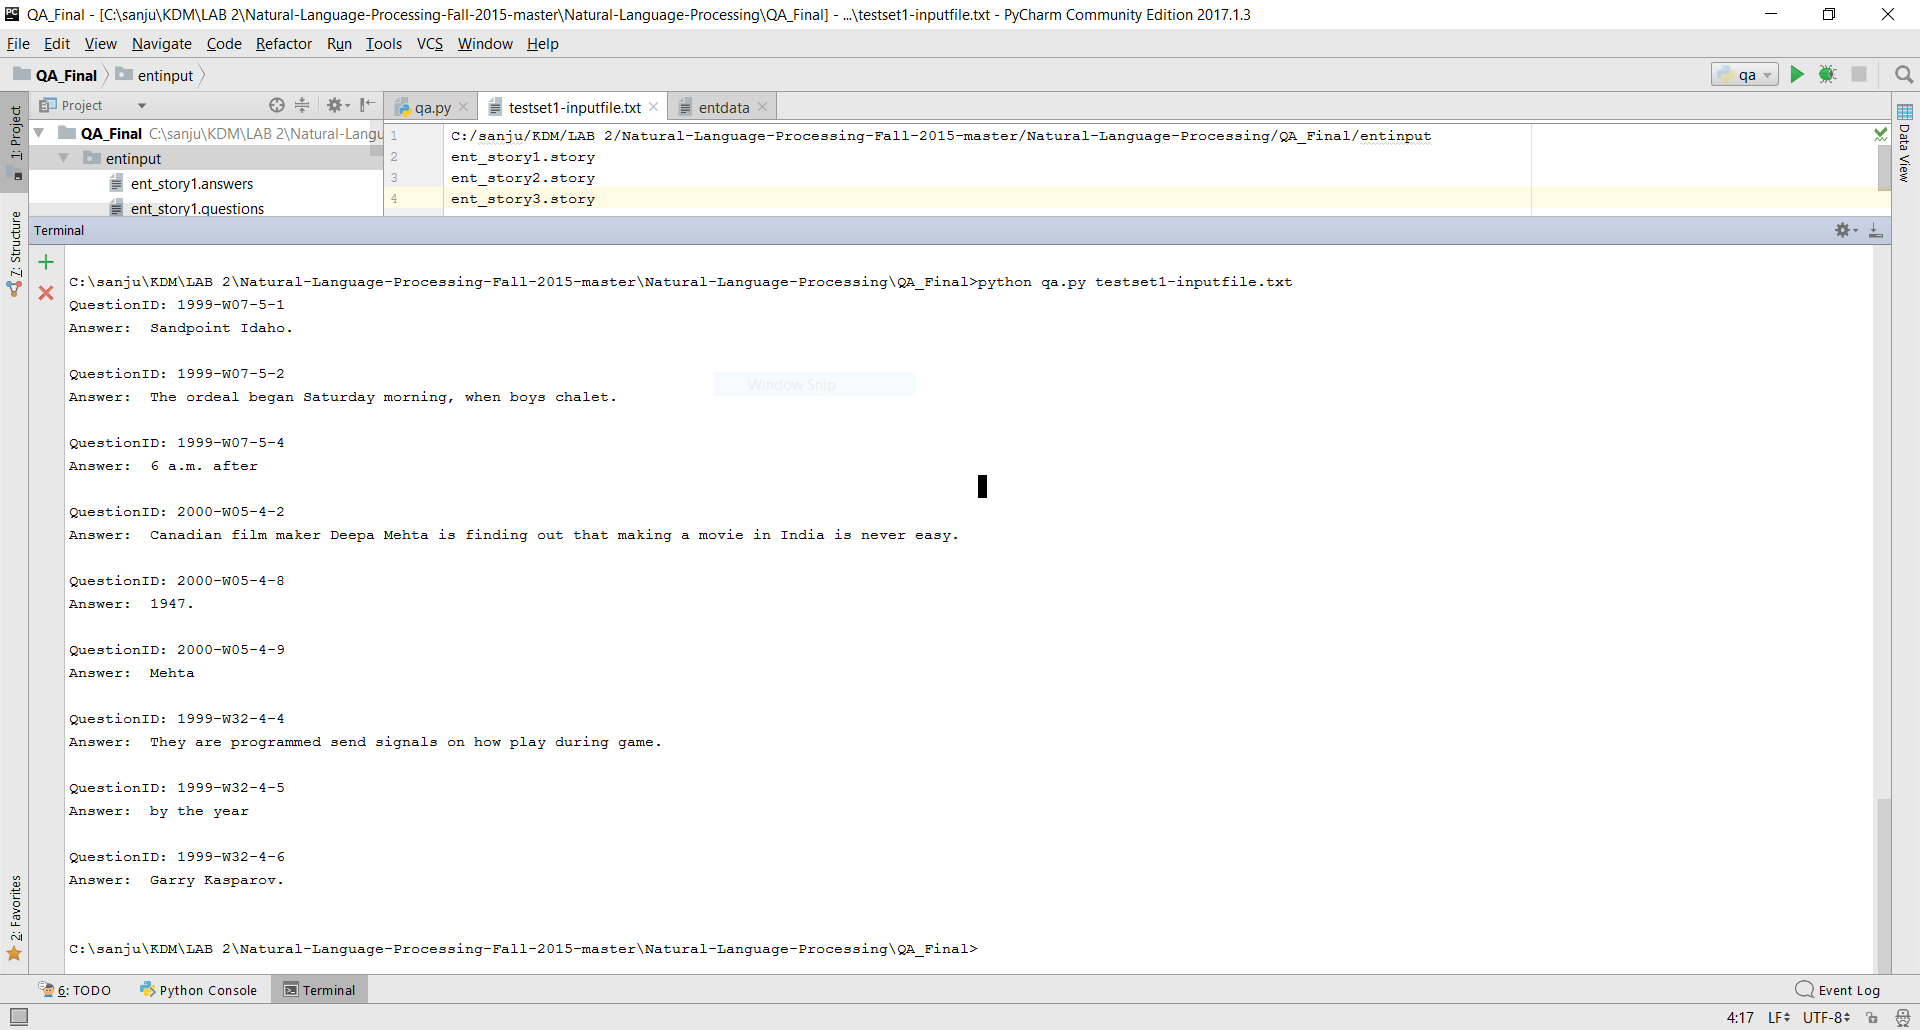 QA_Final - [C:\sanju\KDM\LAB 2\Natural-Language-Processing-Fall-2015-master\Natural-Language-Processing\QA_Final] - ...\testset1-inputfile.txt - PyCharm Community Edition 2017.1.3
File Edit View Navigate Code Refactor Run Tools VCS Window Help
QA_Final entinput qa
Project qa.py testset1-inputfile.txt entdata
1: Project
7: Structure
2: Favorites
Data View
QA_Final C:\sanju\KDM\LAB 2\Natural-Langu
entinput
ent_story1.answers
ent_story1.questions
1 C:/sanju/KDM/LAB 2/Natural-Language-Processing-Fall-2015-master/Natural-Language-Processing/QA_Final/entinput
2 ent_story1.story
3 ent_story2.story
4 ent_story3.story
Terminal
C:\sanju\KDM\LAB 2\Natural-Language-Processing-Fall-2015-master\Natural-Language-Processing\QA_Final>python qa.py testset1-inputfile.txt
QuestionID: 1999-W07-5-1
Answer:  Sandpoint Idaho.
QuestionID: 1999-W07-5-2
Window Snip
Answer:  The ordeal began Saturday morning, when boys chalet.
QuestionID: 1999-W07-5-4
Answer:  6 a.m. after
QuestionID: 2000-W05-4-2
Answer:  Canadian film maker Deepa Mehta is finding out that making a movie in India is never easy.
QuestionID: 2000-W05-4-8
Answer:  1947.
QuestionID: 2000-W05-4-9
Answer:  Mehta
QuestionID: 1999-W32-4-4
Answer:  They are programmed send signals on how play during game.
QuestionID: 1999-W32-4-5
Answer:  by the year
QuestionID: 1999-W32-4-6
Answer:  Garry Kasparov.
C:\sanju\KDM\LAB 2\Natural-Language-Processing-Fall-2015-master\Natural-Language-Processing\QA_Final>
6: TODO Python Console Terminal Event Log
4:17 LF UTF-8